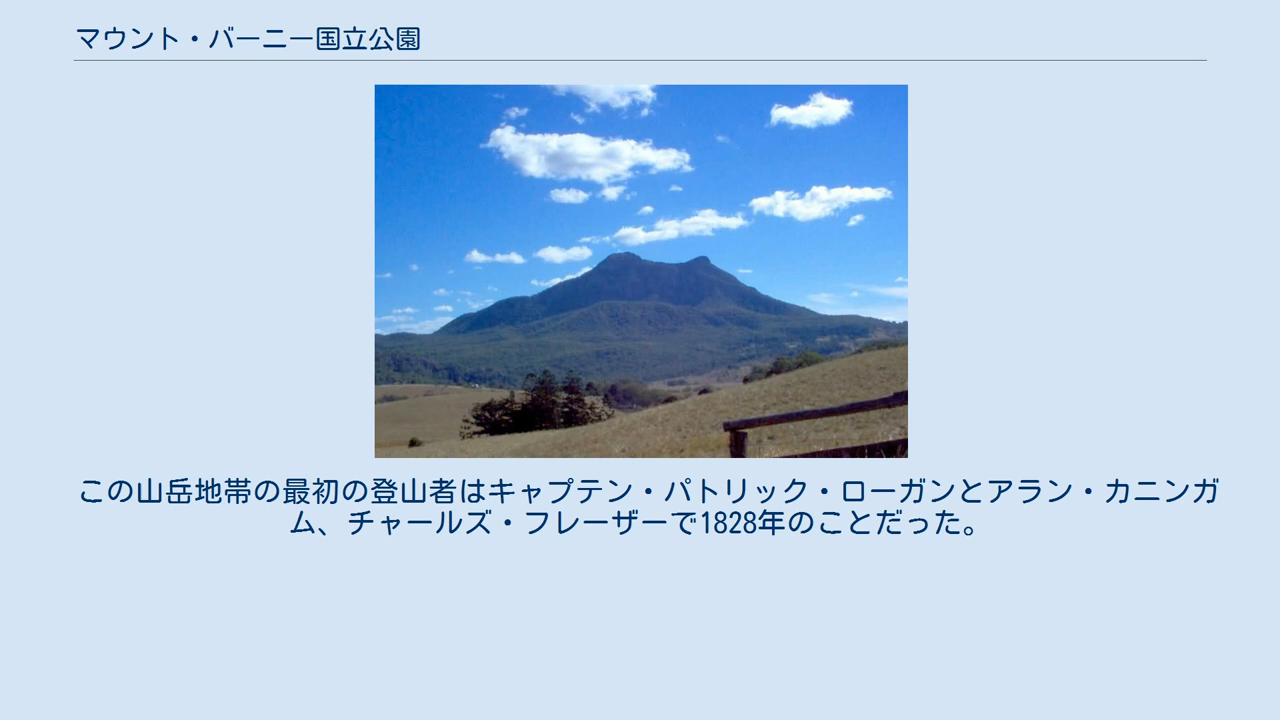 マウント・バーニー国立公園
この山岳地帯の最初の登山者はキャプテン・パトリック・ローガンとアラン・カニンガ
ム、チャールズ・フレーザーで1828年のことだった。